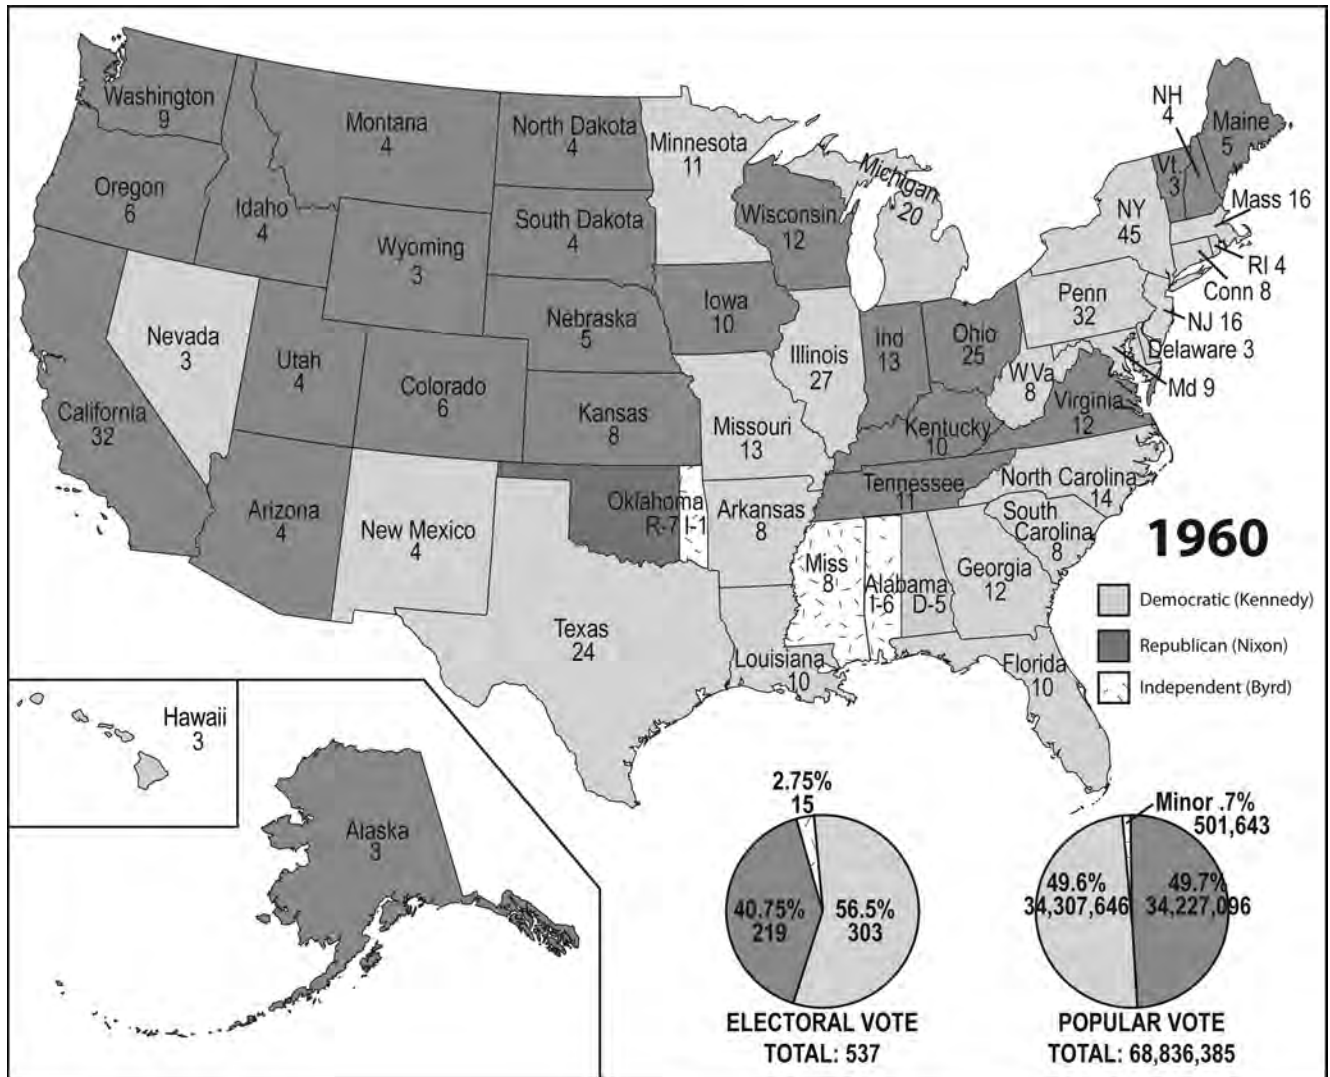 Washington
9
Oregon
6
California
32
Nevada
3
Idaho
4
Montana
4
Wyoming
3
Utah
4
Colorado
6
Arizona
4
New Mexico
4
North Dakota
4
South Dakota
4
Nebraska
5
Kansas
8
Oklahoma
R-7 I-1
Texas
24
Minnesota
11
Iowa
10
Missouri
13
Arkansas
8
Louisiana
10
Wisconsin
12
Illinois
27
Michigan
20
Ind
13
Ohio
25
Kentucky
10
Tennessee
11
Miss
8
Alabama
I-6 D-5
Georgia
12
Florida
10
South
Carolina
8
North Carolina
14
Virginia
12
W Va
8
Penn
32
NY
45
Vt.
3
NH
4
Maine
5
Mass 16
RI 4
Conn 8
NJ 16
Delaware 3
Md 9
Hawaii
3
Alaska
3
1960
Democratic (Kennedy)
Republican (Nixon)
Independent (Byrd)
2.75%
15
40.75%
219
56.5%
303
ELECTORAL VOTE
TOTAL: 537
Minor .7%
501,643
49.6%
34,307,646
49.7%
34,227,096
POPULAR VOTE
TOTAL: 68,836,385